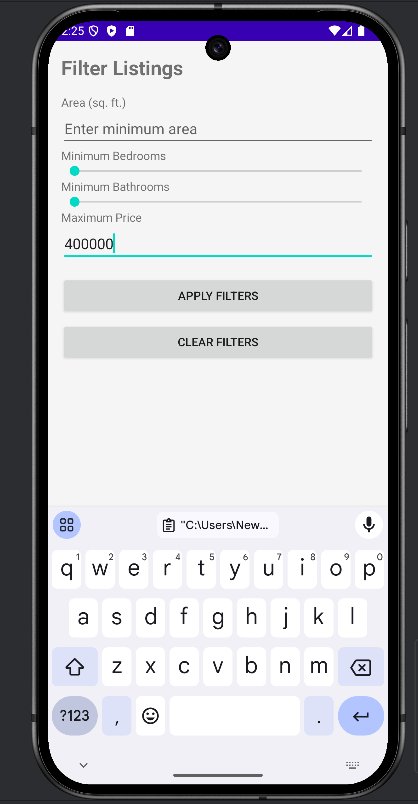 2:25
Filter Listings
Area (sq. ft.)
Enter minimum area
Minimum Bedrooms
Minimum Bathrooms
Maximum Price
400000
APPLY FILTERS
CLEAR FILTERS
"C:\Users\New...
q 1 w 2 e 3 r 4 t 5 y 6 u 7 i 8 o 9 p 0
a s d f g h j k l
z x c v b n m
?123 , .